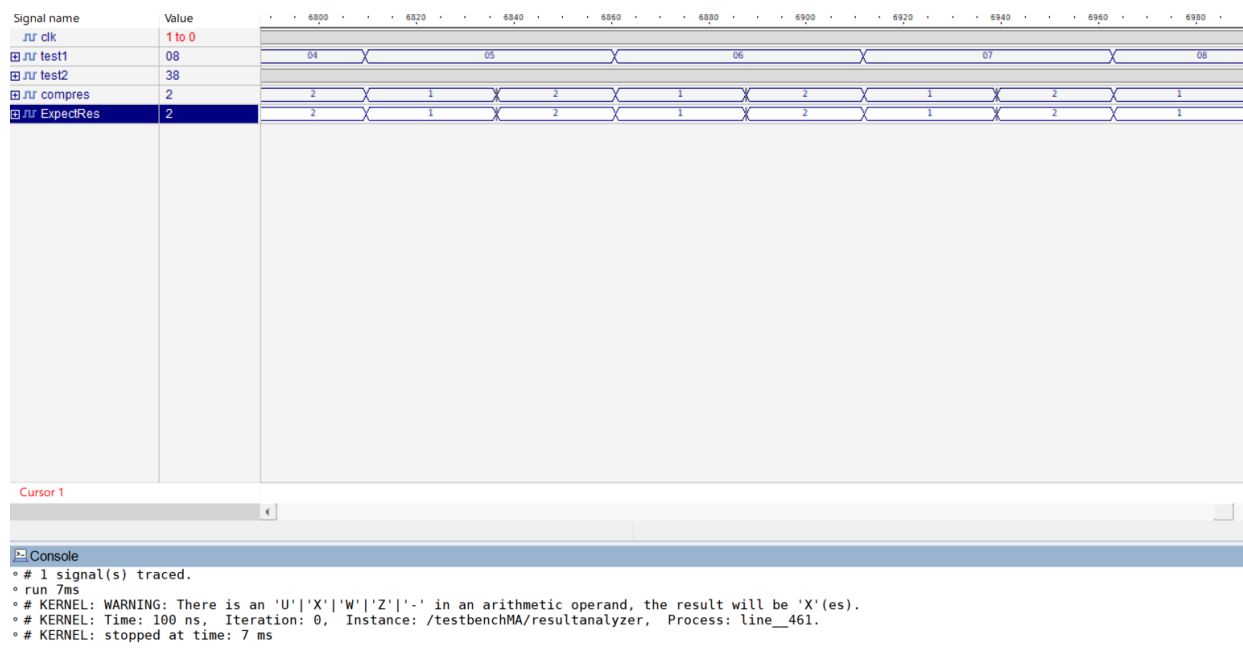 Signal name Value 6800 6820 6840 6860 6880 6900 6920 6940 6960 6980
clk 1 to 0
test1 08 04 05 06 07 08
test2 38
compres 2 2 1 2 1 2 1 2 1
ExpectRes 2 2 1 2 1 2 1 2 1
Cursor 1
Console
# 1 signal(s) traced.
run 7ms
# KERNEL: WARNING: There is an 'U'|'X'|'W'|'Z'|'-' in an arithmetic operand, the result will be 'X'(es).
# KERNEL: Time: 100 ns, Iteration: 0, Instance: /testbenchMA/resultanalyzer, Process: line__461.
# KERNEL: stopped at time: 7 ms